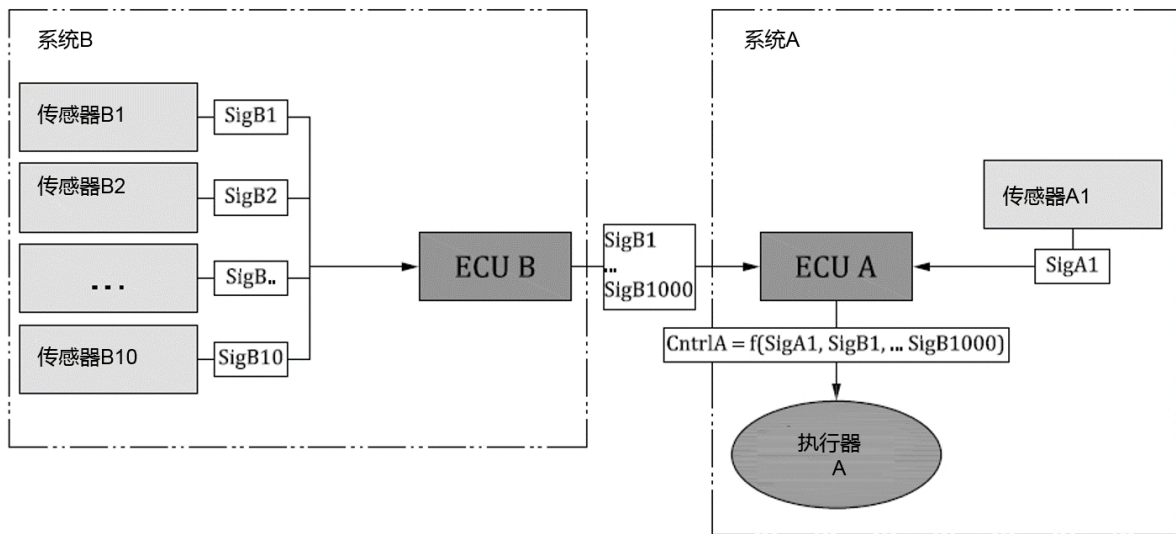 系统B
传感器B1
SigB1
传感器B2
SigB2
...
SigB..
传感器B10
SigB10
ECU B
SigB1
...
SigB1000
系统A
ECU A
传感器A1
SigA1
CntrlA = f(SigA1, SigB1, ... SigB1000)
执行器
A